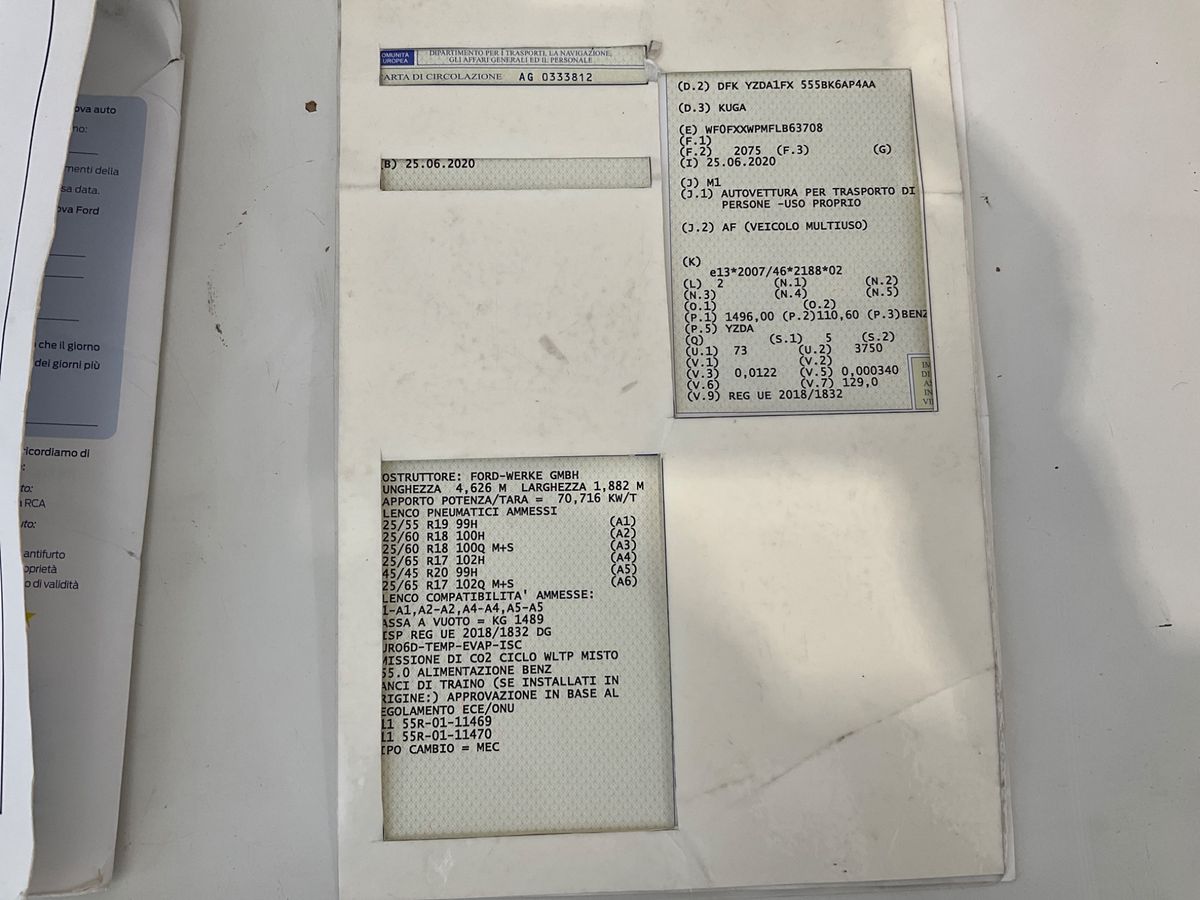 ova auto
no:
menti della
sa data.
ova Ford
che il giorno
dei giorni più
icordiamo di
to:
RCA
uto:
antifurto
oprietà
o di validità
OMUNITA
EUROPEA
DIPARTIMENTO PER I TRASPORTI, LA NAVIGAZIONE,
GLI AFFARI GENERALI ED IL PERSONALE
CARTA DI CIRCOLAZIONE AG 0333812
B) 25.06.2020
(D.2) DFK YZDA1FX 555BK6AP4AA
(D.3) KUGA
(E) WF0FXXWPMFLB63708
(F.1)
(F.2) 2075 (F.3) (G)
(I) 25.06.2020
(J) M1
(J.1) AUTOVETTURA PER TRASPORTO DI
PERSONE -USO PROPRIO
(J.2) AF (VEICOLO MULTIUSO)
(K)
e13*2007/46*2188*02
(L) 2 (N.1) (N.2)
(N.3) (N.4) (N.5)
(O.1) (O.2)
(P.1) 1496,00 (P.2)110,60 (P.3)BENZ
(P.5) YZDA
(Q) (S.1) 5 (S.2)
(U.1) 73 (U.2) 3750
(V.1) (V.2)
(V.3) 0,0122 (V.5) 0,000340
(V.6) (V.7) 129,0
(V.9) REG UE 2018/1832
IM
DI
AS
IN
VI
OSTRUTTORE: FORD-WERKE GMBH
UNGHEZZA 4,626 M LARGHEZZA 1,882 M
APPORTO POTENZA/TARA = 70,716 KW/T
LENCO PNEUMATICI AMMESSI
25/55 R19 99H (A1)
25/60 R18 100H (A2)
25/60 R18 100Q M+S (A3)
25/65 R17 102H (A4)
45/45 R20 99H (A5)
25/65 R17 102Q M+S (A6)
LENCO COMPATIBILITA' AMMESSE:
1-A1,A2-A2,A4-A4,A5-A5
ASSA A VUOTO = KG 1489
ISP REG UE 2018/1832 DG
URO6D-TEMP-EVAP-ISC
MISSIONE DI CO2 CICLO WLTP MISTO
55.0 ALIMENTAZIONE BENZ
ANCI DI TRAINO (SE INSTALLATI IN
RIGINE:) APPROVAZIONE IN BASE AL
EGOLAMENTO ECE/ONU
11 55R-01-11469
11 55R-01-11470
IPO CAMBIO = MEC